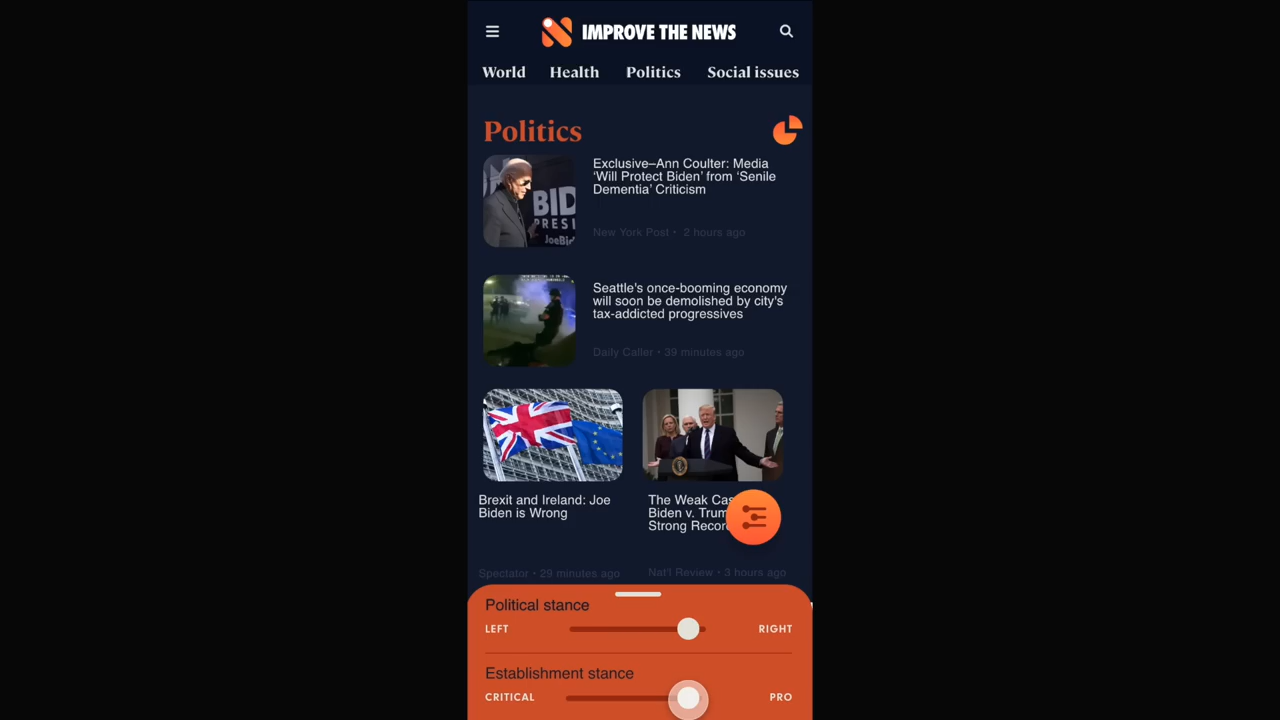 IMPROVE THE NEWS
World Health Politics Social issues
Politics
Exclusive–Ann Coulter: Media
‘Will Protect Biden’ from ‘Senile
Dementia’ Criticism
New York Post • 2 hours ago
BID
PRESI
JoeBi
Seattle's once-booming economy
will soon be demolished by city's
tax-addicted progressives
Daily Caller • 39 minutes ago
Brexit and Ireland: Joe
Biden is Wrong
Spectator • 29 minutes ago
The Weak Cas
Biden v. Trum
Strong Recor
Nat'l Review • 3 hours ago
Political stance
LEFT RIGHT
Establishment stance
CRITICAL PRO